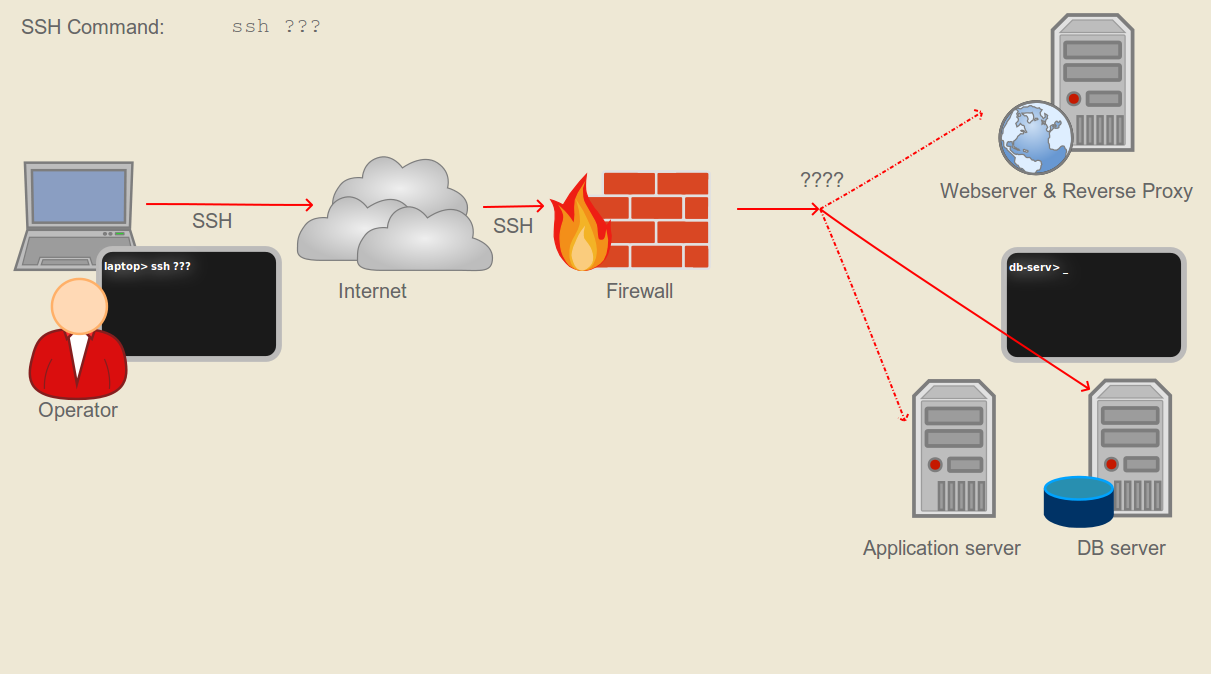 SSH Command: ssh ???
????
Webserver & Reverse Proxy
SSH
SSH
laptop> ssh ???
db-serv> _
Internet
Firewall
Operator
Application server
DB server